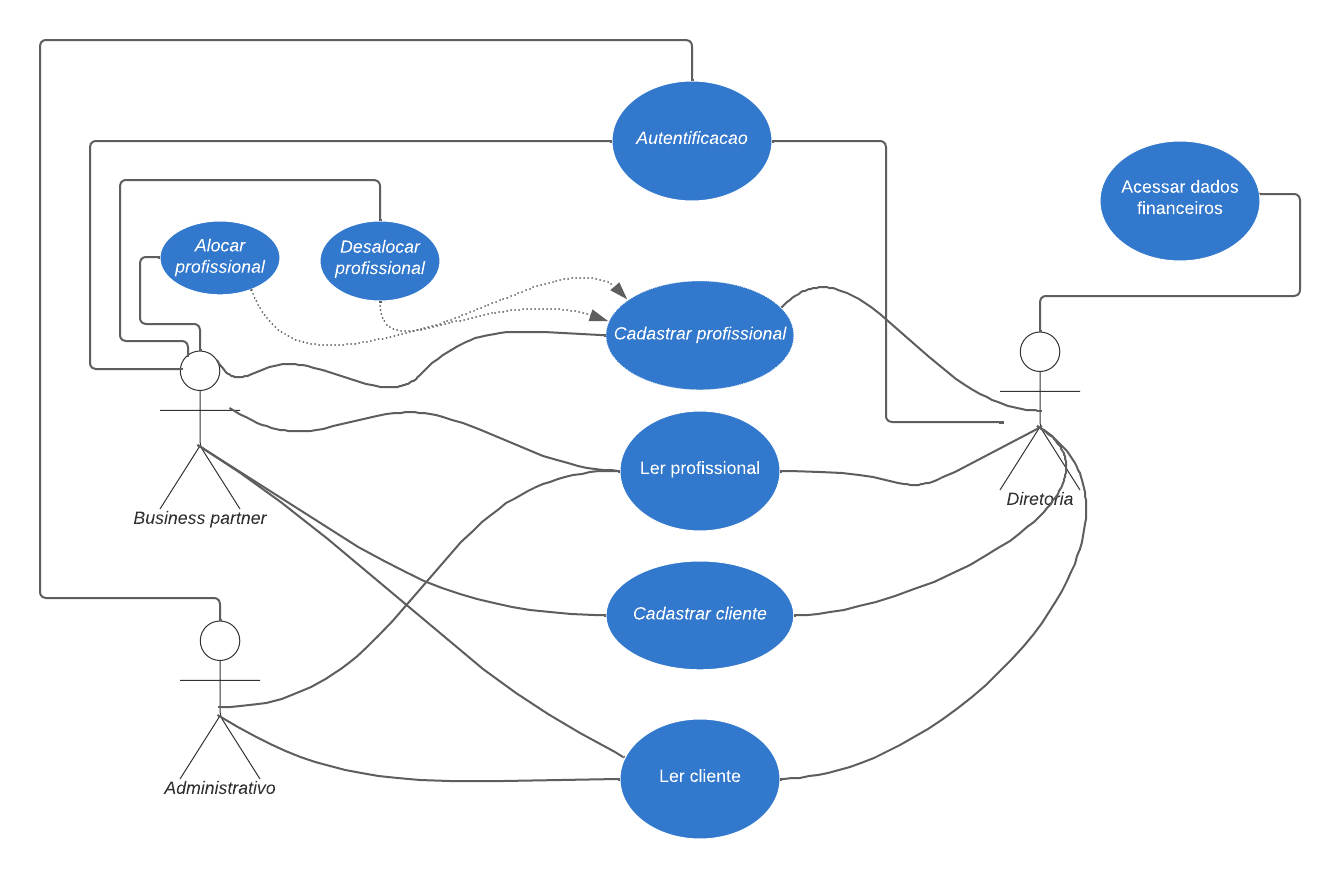 Autentificacao
Acessar dados
financeiros
Alocar
profissional
Desalocar
profissional
Cadastrar profissional
Ler profissional
Diretoria
Business partner
Cadastrar cliente
Ler cliente
Administrativo